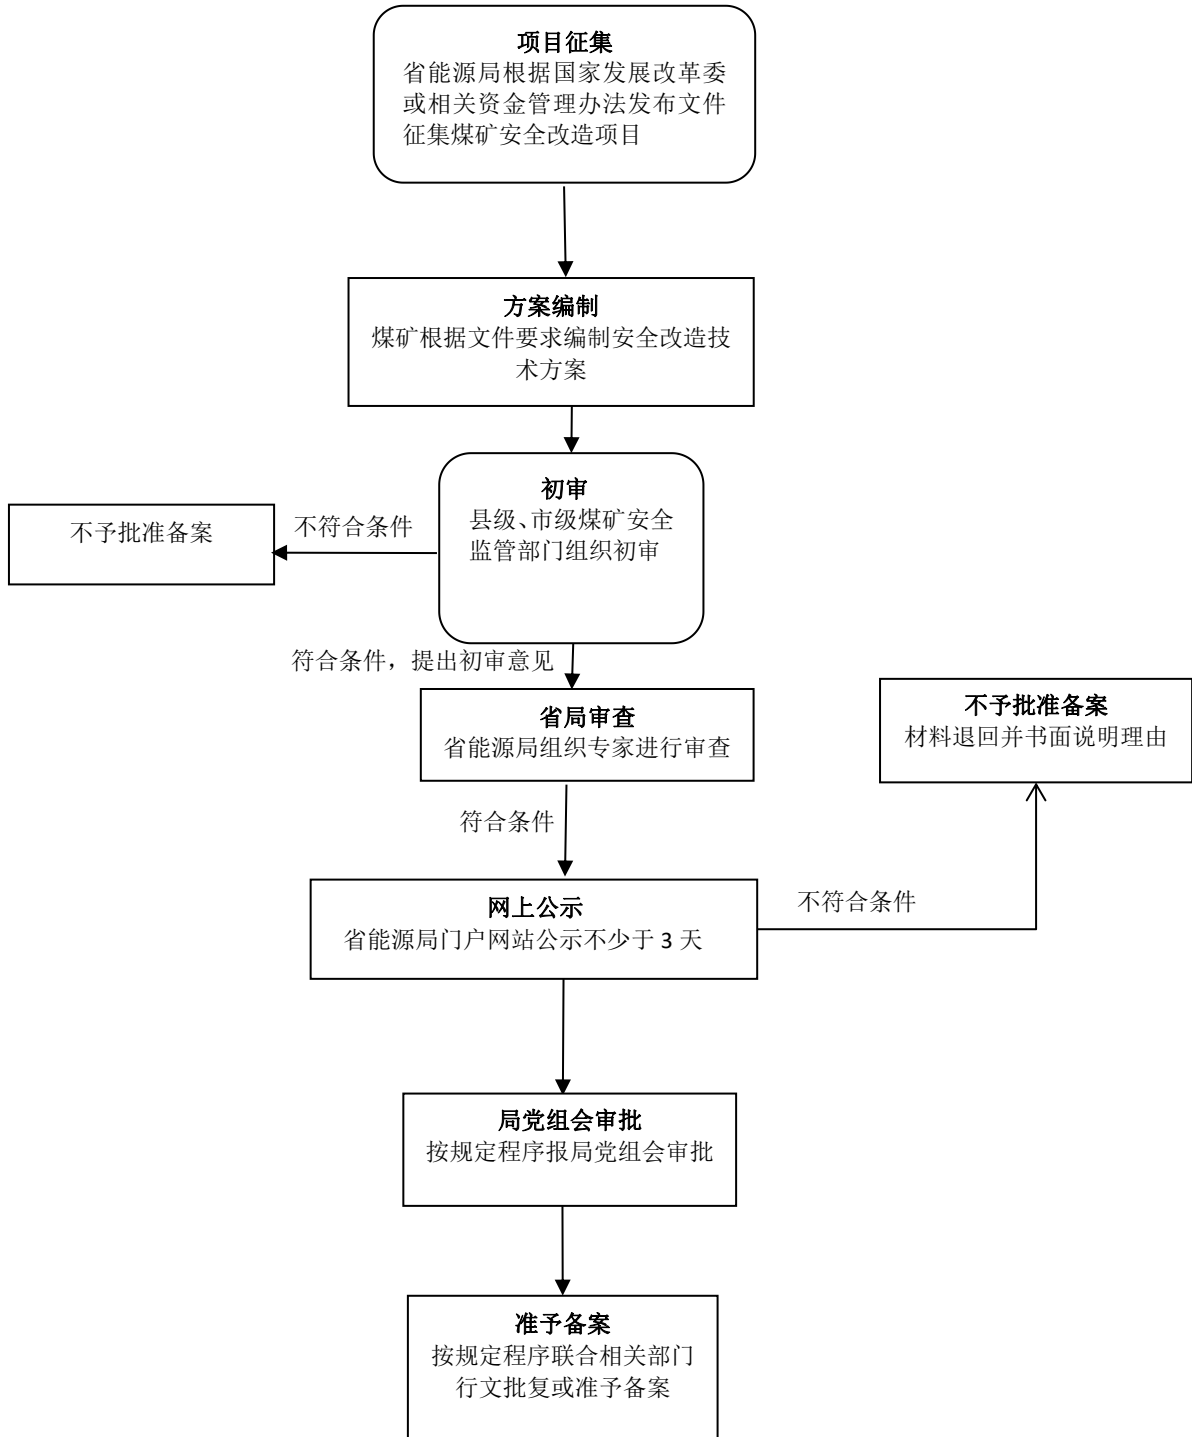 项目征集
省能源局根据国家发展改革委
或相关资金管理办法发布文件
征集煤矿安全改造项目
方案编制
煤矿根据文件要求编制安全改造技
术方案
初审
县级、市级煤矿安全
监管部门组织初审
不符合条件
不予批准备案
符合条件，提出初审意见
省局审查
省能源局组织专家进行审查
不予批准备案
材料退回并书面说明理由
符合条件
网上公示
省能源局门户网站公示不少于 3 天
不符合条件
局党组会审批
按规定程序报局党组会审批
准予备案
按规定程序联合相关部门
行文批复或准予备案